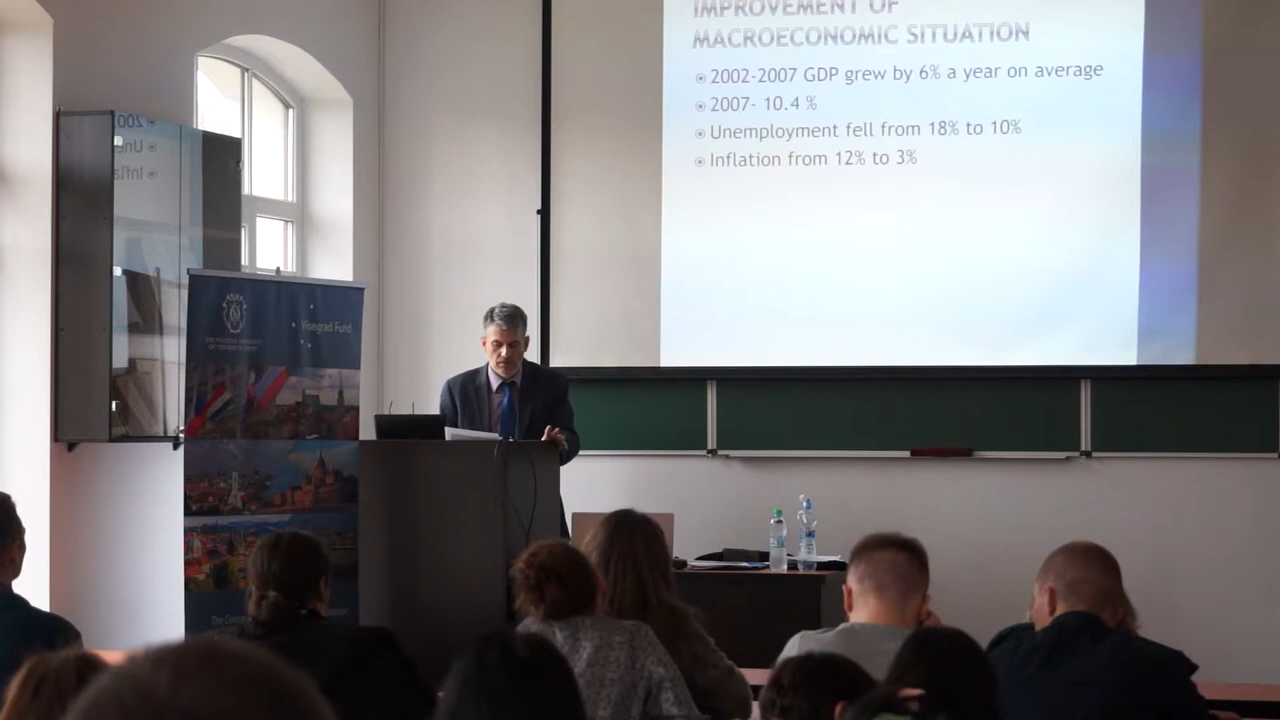 IMPROVEMENT OF
MACROECONOMIC SITUATION
2002-2007 GDP grew by 6% a year on average
2007- 10.4 %
Unemployment fell from 18% to 10%
Inflation from 12% to 3%
Visegrad Fund